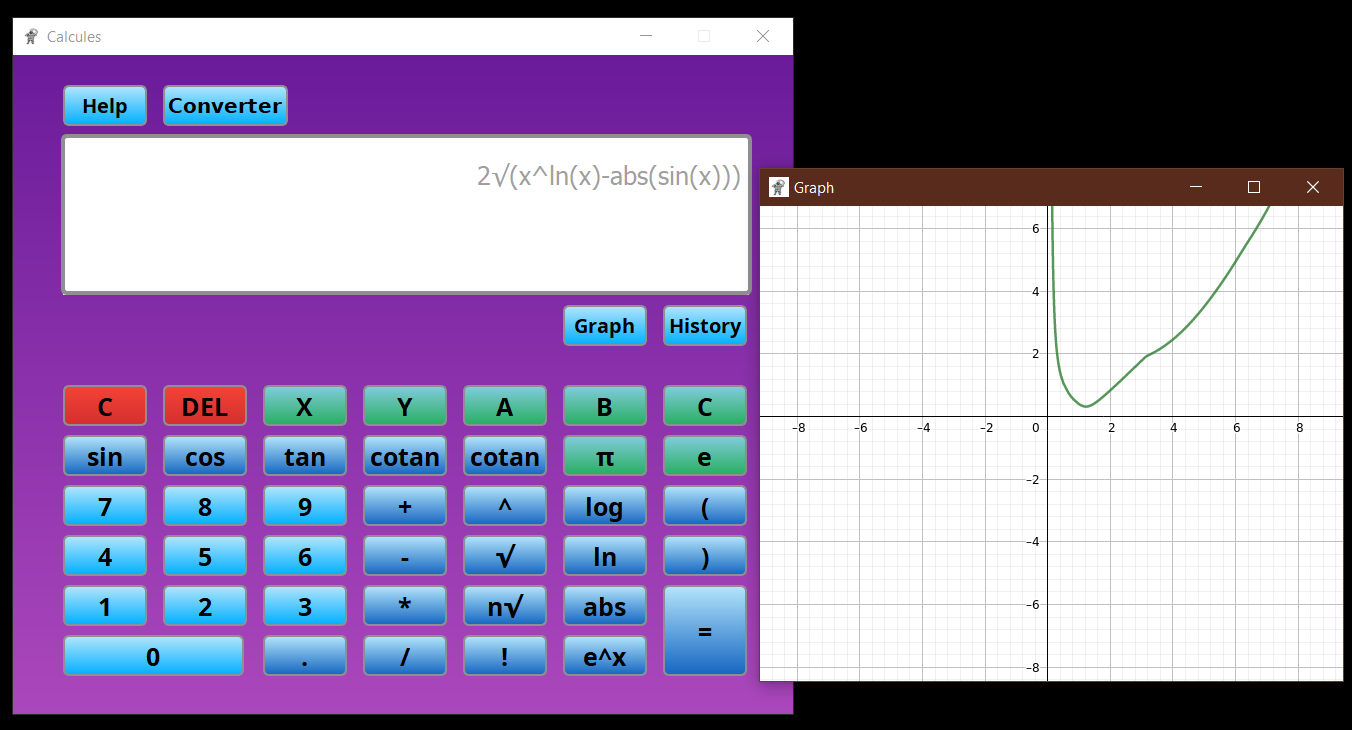 Calcules
Help Converter
2√(x^ln(x)-abs(sin(x)))
Graph History
C DEL X Y A B C
sin cos tan cotan cotan π e
7 8 9 + ^ log (
4 5 6 - √ ln )
1 2 3 * n√ abs =
0 . / ! e^x
Graph
6
4
2
-8 -6 -4 -2 0 2 4 6 8
-2
-4
-6
-8